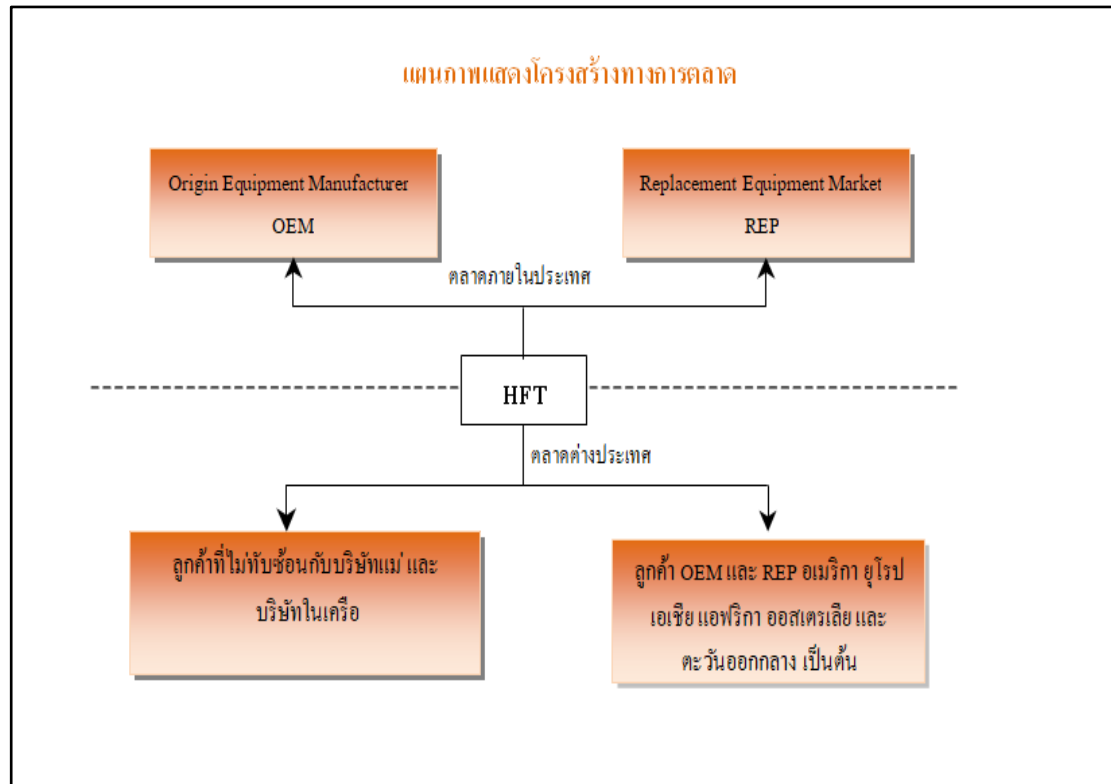 แผนภาพแสดงโครงสร้างทางการตลาด
Origin Equipment Manufacturer
OEM
Replacement Equipment Market
REP
ตลาดภายในประเทศ
HFT
ตลาดต่างประเทศ
ลูกค้าที่ไม่ทับซ้อนกับบริษัทแม่ และ
บริษัทในเครือ
ลูกค้า OEM และ REP อเมริกา ยุโรป
เอเชีย แอฟริกา ออสเตรเลีย และ
ตะวันออกกลาง เป็นต้น